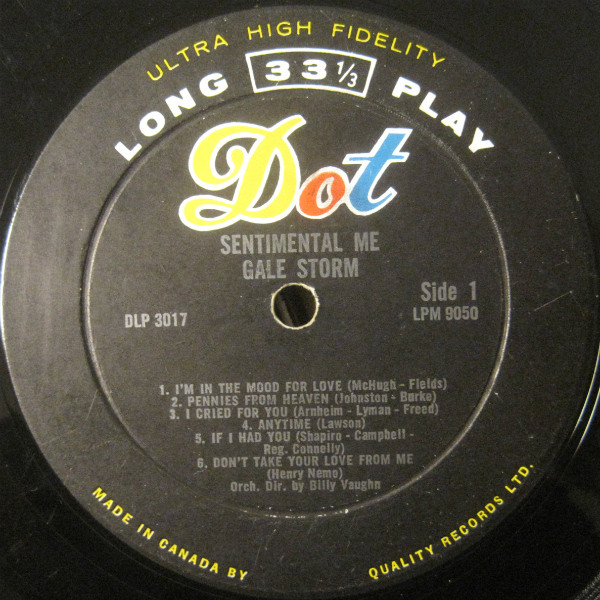 ULTRA HIGH FIDELITY
LONG 33 1/3 PLAY
Dot
SENTIMENTAL ME
GALE STORM
Side 1
DLP 3017
LPM 9050
1. I'M IN THE MOOD FOR LOVE (McHugh - Fields)
2. PENNIES FROM HEAVEN (Johnston - Burke)
3. I CRIED FOR YOU (Arnheim - Lyman - Freed)
4. ANYTIME (Lawson)
5. IF I HAD YOU (Shapiro - Campbell -
Reg. Connelly)
6. DON'T TAKE YOUR LOVE FROM ME
(Henry Nemo)
Orch. Dir. by Billy Vaughn
MADE IN CANADA BY QUALITY RECORDS LTD.